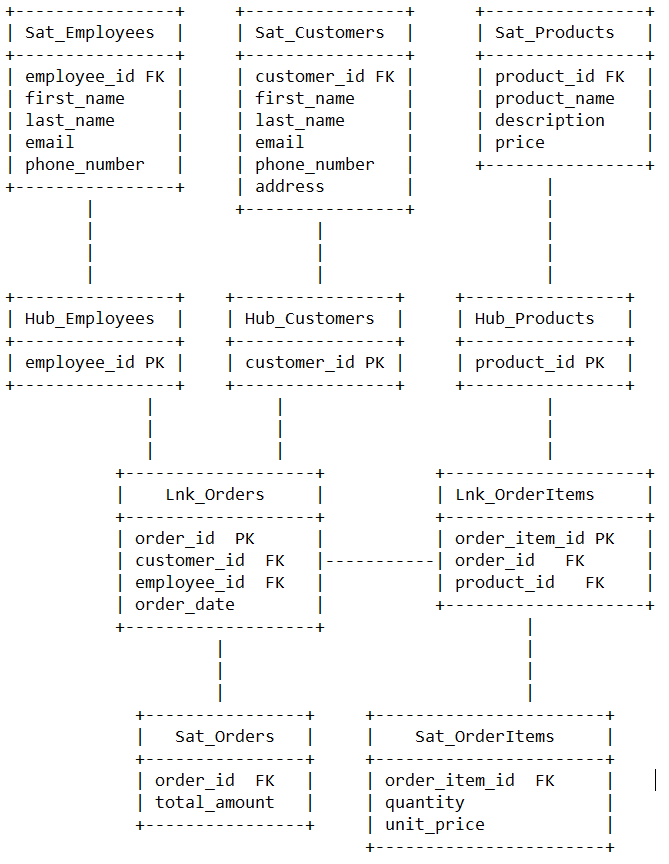 Sat_Employees
employee_id FK
first_name
last_name
email
phone_number
Sat_Customers
customer_id FK
first_name
last_name
email
phone_number
address
Sat_Products
product_id FK
product_name
description
price
Hub_Employees
employee_id PK
Hub_Customers
customer_id PK
Hub_Products
product_id PK
Lnk_Orders
order_id PK
customer_id FK
employee_id FK
order_date
Lnk_OrderItems
order_item_id PK
order_id FK
product_id FK
Sat_Orders
order_id FK
total_amount
Sat_OrderItems
order_item_id FK
quantity
unit_price